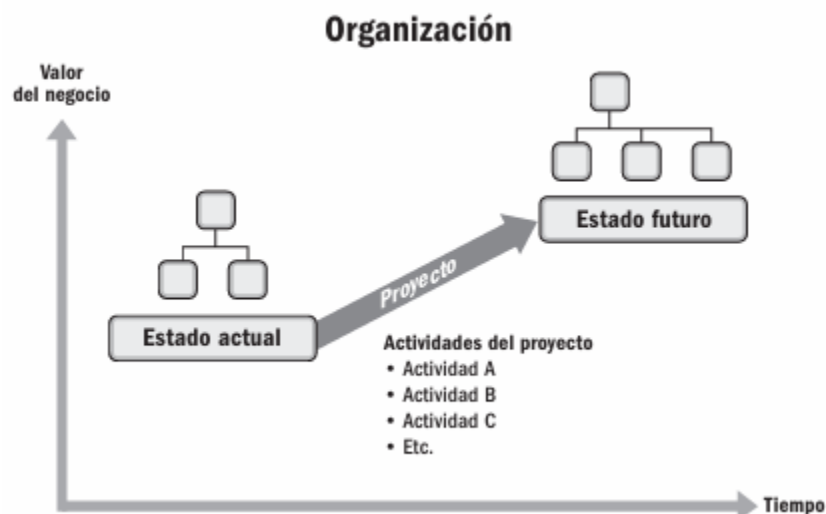 Organización
Valor
del negocio
Estado futuro
Proyecto
Estado actual
Actividades del proyecto
• Actividad A
• Actividad B
• Actividad C
• Etc.
Tiempo